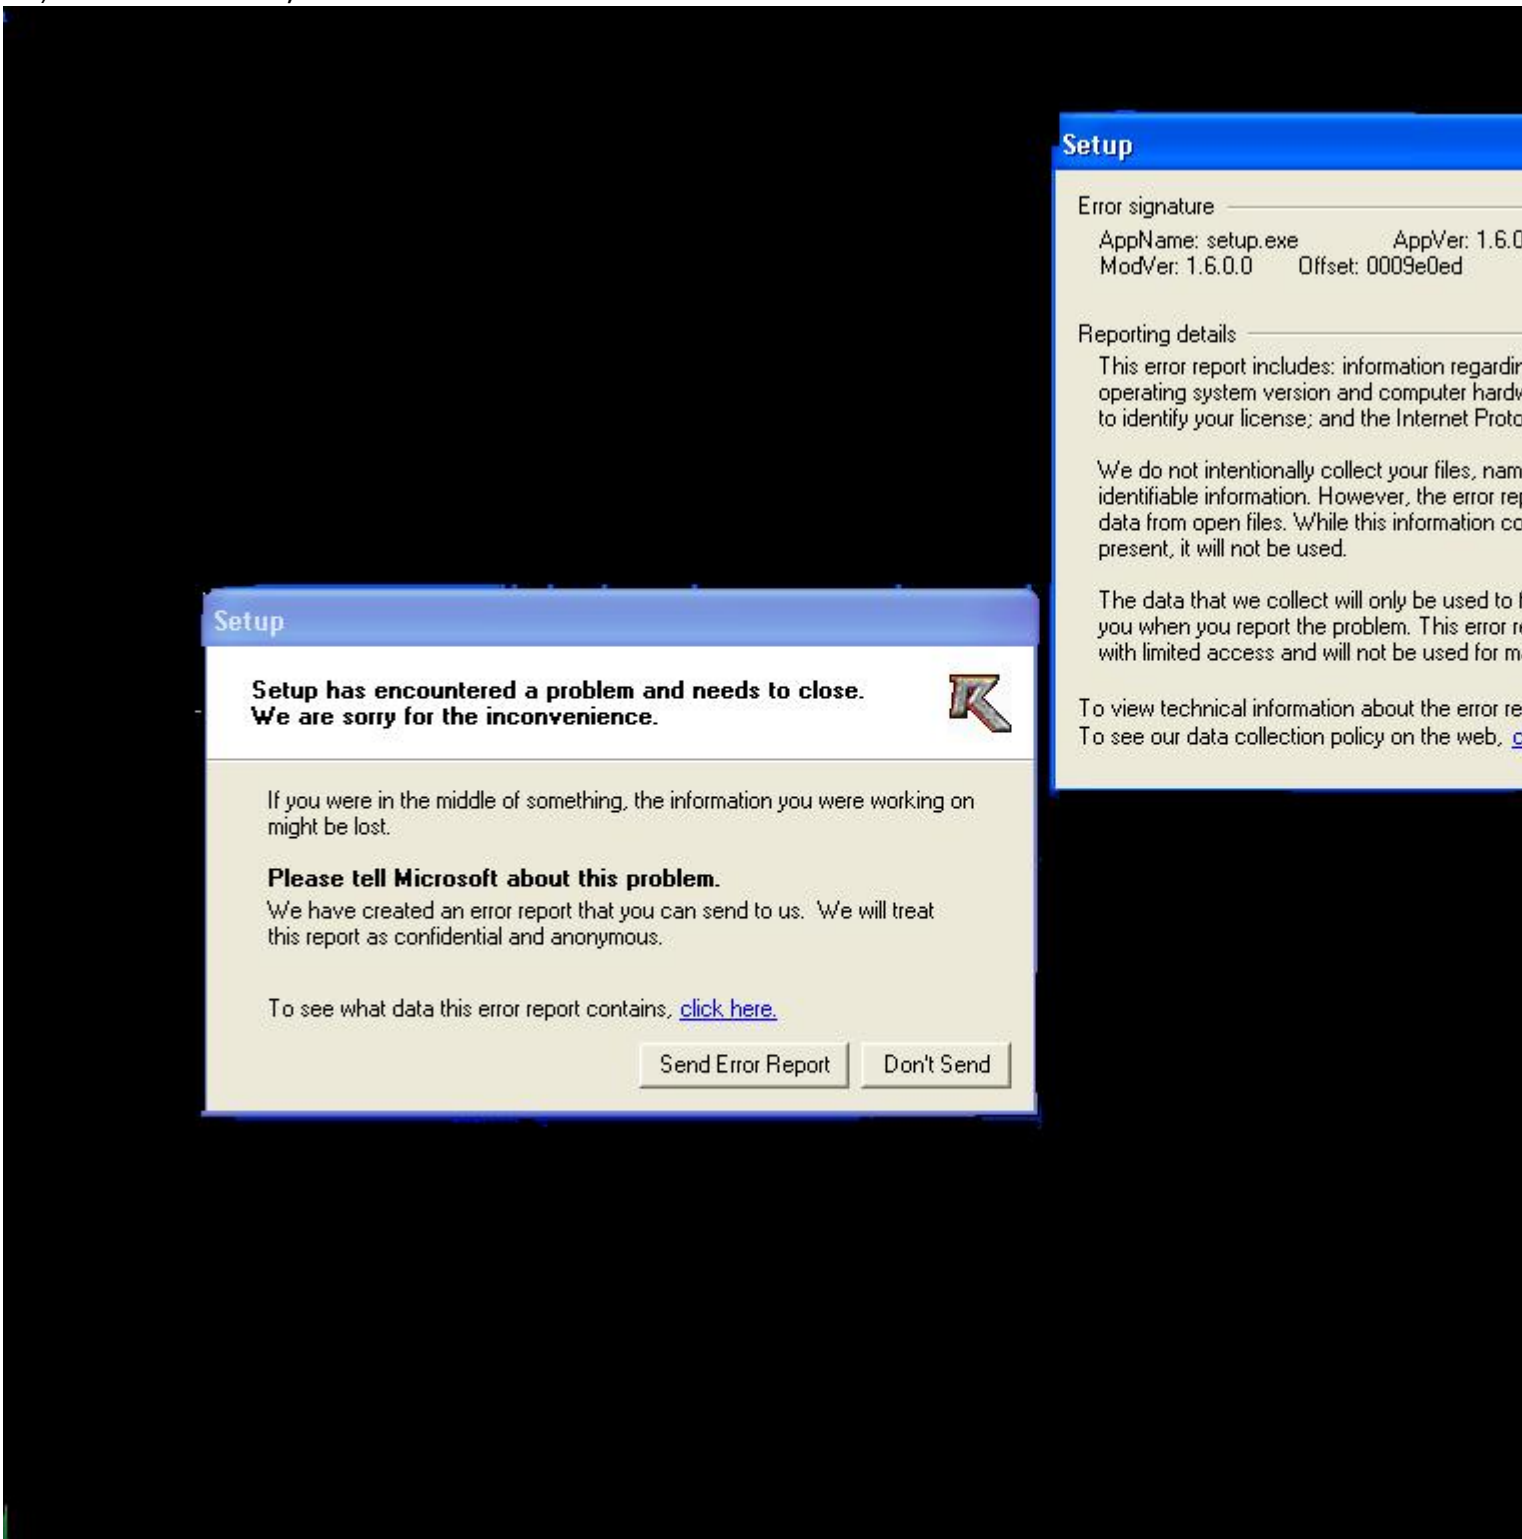 Setup
Error signature
AppName: setup.exe AppVer: 1.6.0
ModVer: 1.6.0.0 Offset: 0009e0ed
Reporting details
This error report includes: information
operating system version and computer
to identify your license; and the Internet
We do not intentionally collect your files,
identifiable information. However, the error
data from open files. While this information
present, it will not be used.
The data that we collect will only be used to
you when you report the problem. This error
with limited access and will not be used for
To view technical information about the error
To see our data collection policy on the web,
Setup
Setup has encountered a problem and needs to close.
We are sorry for the inconvenience.
If you were in the middle of something, the information you were working on
might be lost.
Please tell Microsoft about this problem.
We have created an error report that you can send to us. We will treat
this report as confidential and anonymous.
To see what data this error report contains, click here.
Send Error Report Don't Send